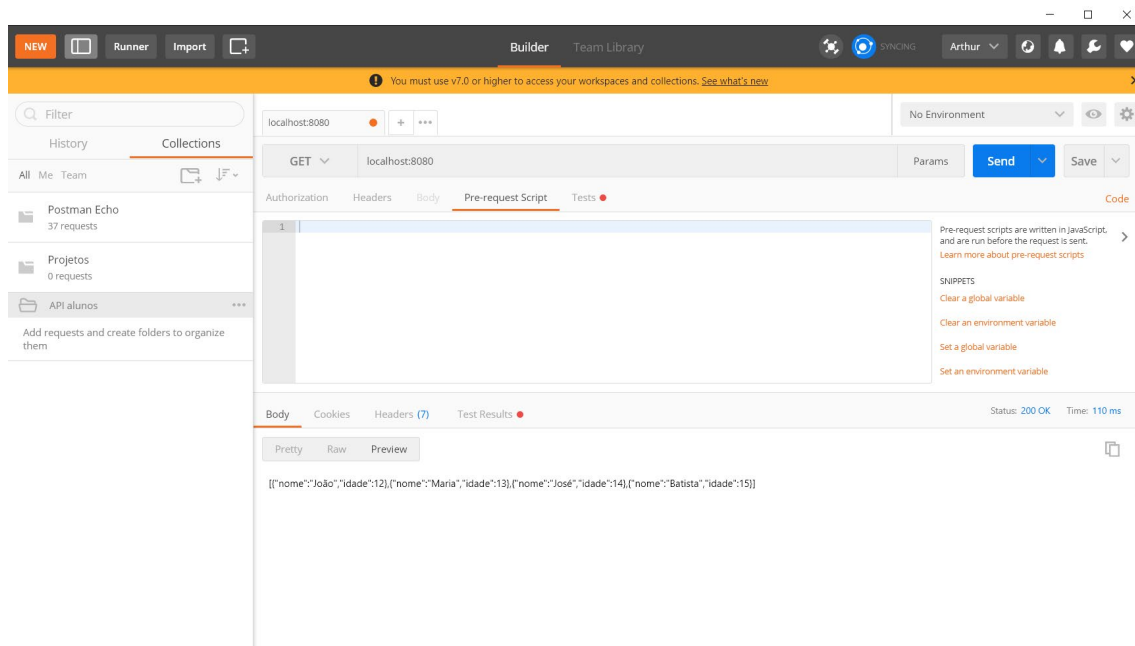 NEW Runner Import Builder Team Library SYNCING Arthur
You must use v7.0 or higher to access your workspaces and collections. See what's new
Filter
History Collections
All Me Team
Postman Echo
37 requests
Projetos
0 requests
API alunos
Add requests and create folders to organize
them
localhost:8080 No Environment
GET localhost:8080 Params Send Save
Authorization Headers Body Pre-request Script Tests Code
1
Pre-request scripts are written in JavaScript,
and are run before the request is sent.
Learn more about pre-request scripts
SNIPPETS
Clear a global variable
Clear an environment variable
Set a global variable
Set an environment variable
Body Cookies Headers (7) Test Results Status: 200 OK Time: 110 ms
Pretty Raw Preview
[{"nome":"João","idade":12},{"nome":"Maria","idade":13},{"nome":"José","idade":14},{"nome":"Batista","idade":15}]